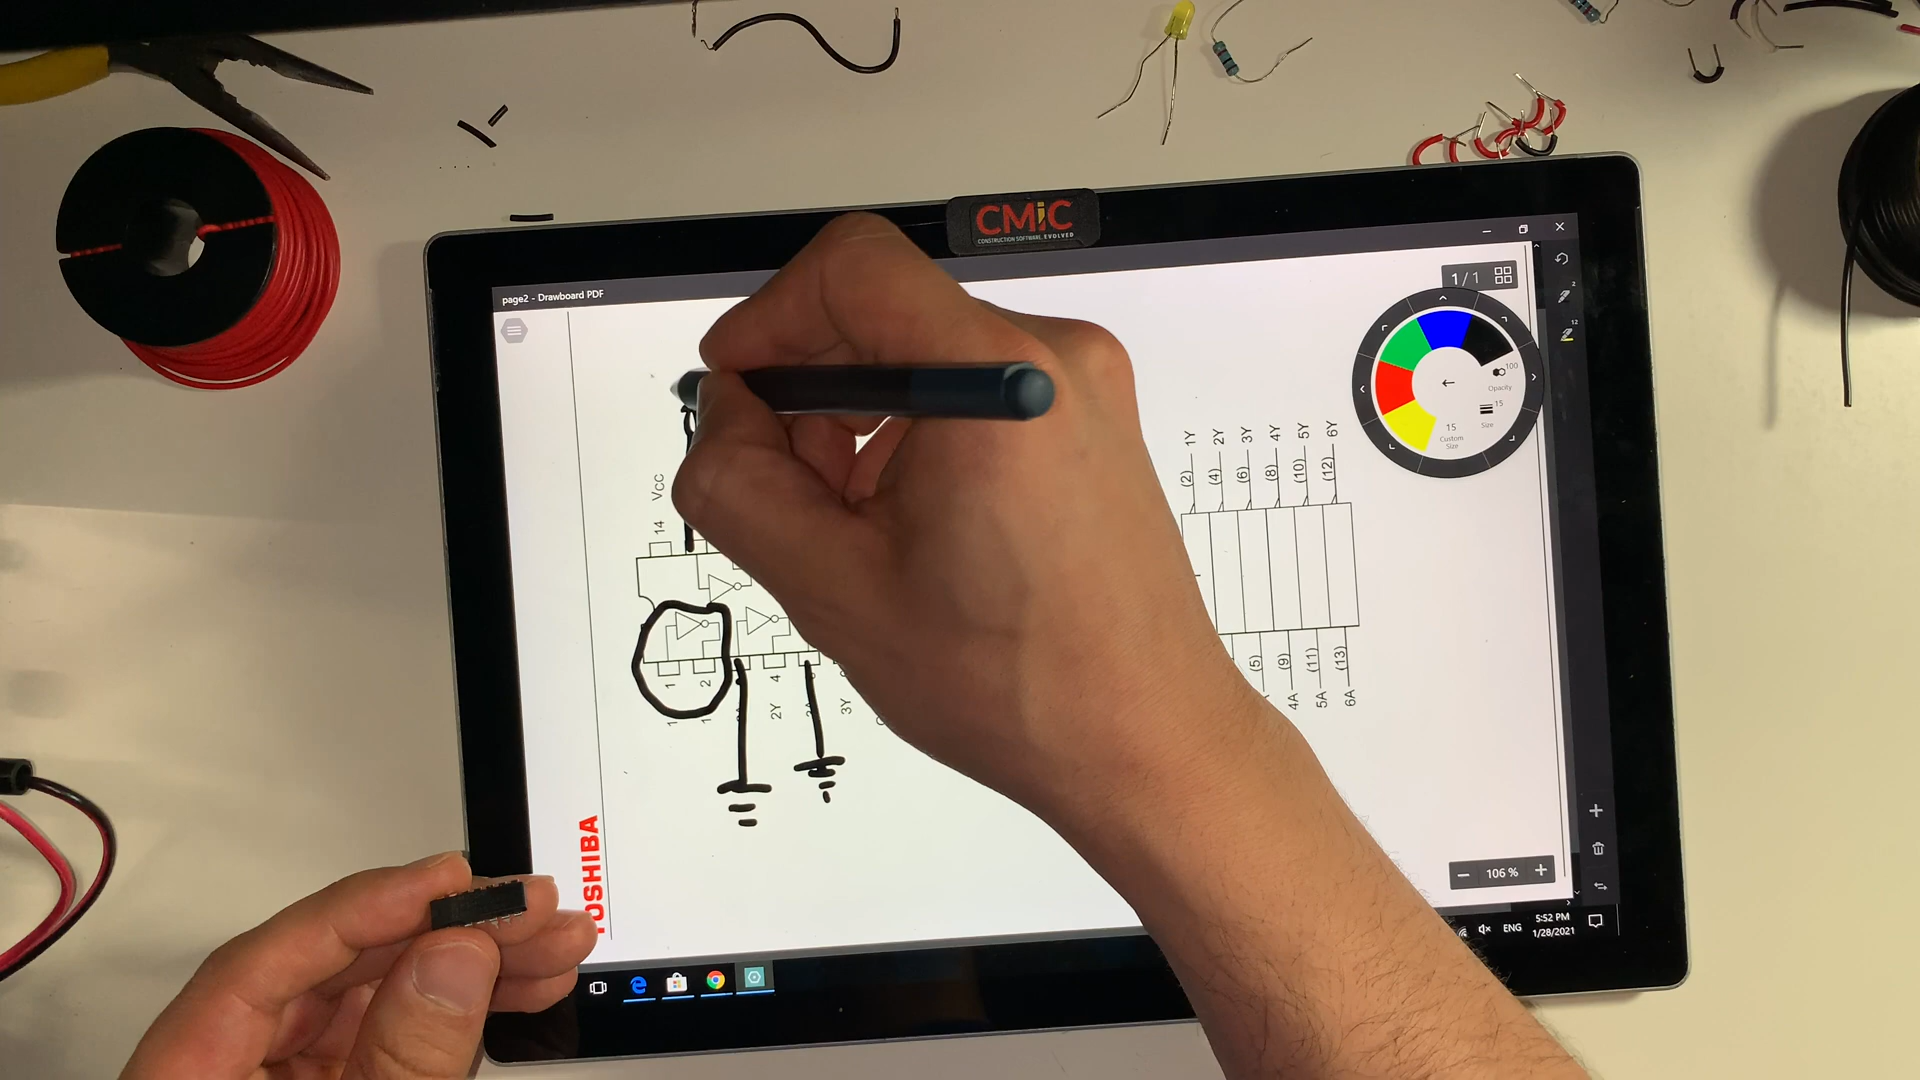 CMiC
CONSTRUCTION SOFTWARE, EVOLVED
page2 - Drawboard PDF
1 / 1
100
Opacity
15
Size
15
Custom
Size
Vcc
14
1
2
4
2Y
3Y
(2) 1Y
(4) 2Y
(6) 3Y
(8) 4Y
(10) 5Y
(12) 6Y
(5)
4A (9)
5A (11)
6A (13)
TOSHIBA
106 %
ENG
5:52 PM
1/28/2021